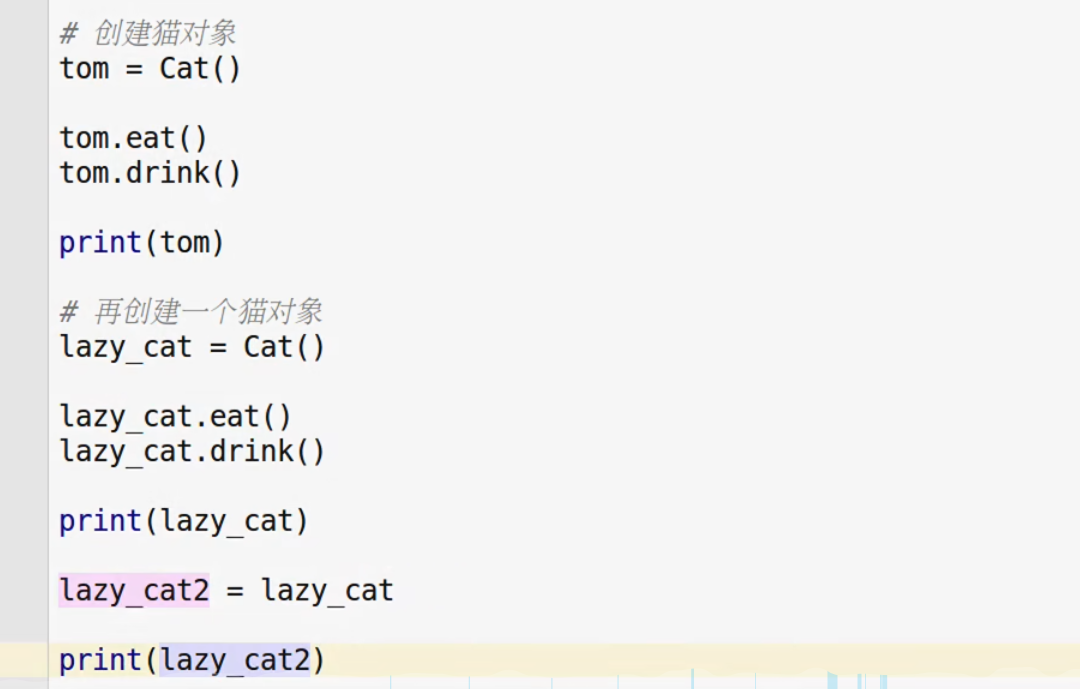 # 创建猫对象
tom = Cat()
tom.eat()
tom.drink()
print(tom)
# 再创建一个猫对象
lazy_cat = Cat()
lazy_cat.eat()
lazy_cat.drink()
print(lazy_cat)
lazy_cat2 = lazy_cat
print(lazy_cat2)